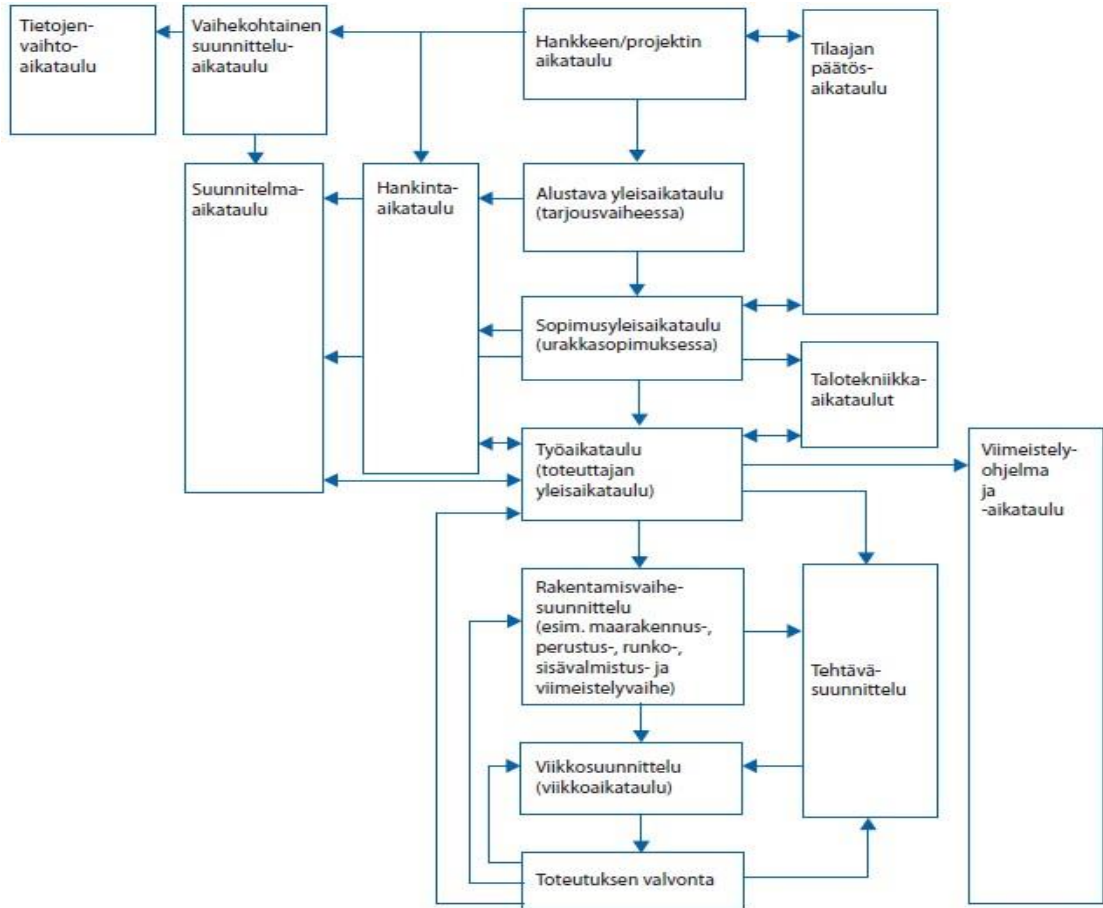 Tietojen-
vaihto-
aikataulu
Vaihekohtainen
suunnittelu-
aikataulu
Hankkeen/projektin
aikataulu
Tilaajan
päätös-
aikataulu
Suunnitelma-
aikataulu
Hankinta-
aikataulu
Alustava yleisaikataulu
(tarjousvaiheessa)
Sopimusyleisaikataulu
(urakkasopimuksessa)
Talotekniikka-
aikataulut
Työaikataulu
(toteuttajan
yleisaikataulu)
Viimeistely-
ohjelma
ja
-aikataulu
Rakentamisvaihe-
suunnittelu
(esim. maarakennus-,
perustus-, runko-,
sisävalmistus- ja
viimeistelyvaihe)
Tehtävä-
suunnittelu
Viikkosuunnittelu
(viikkoaikataulu)
Toteutuksen valvonta